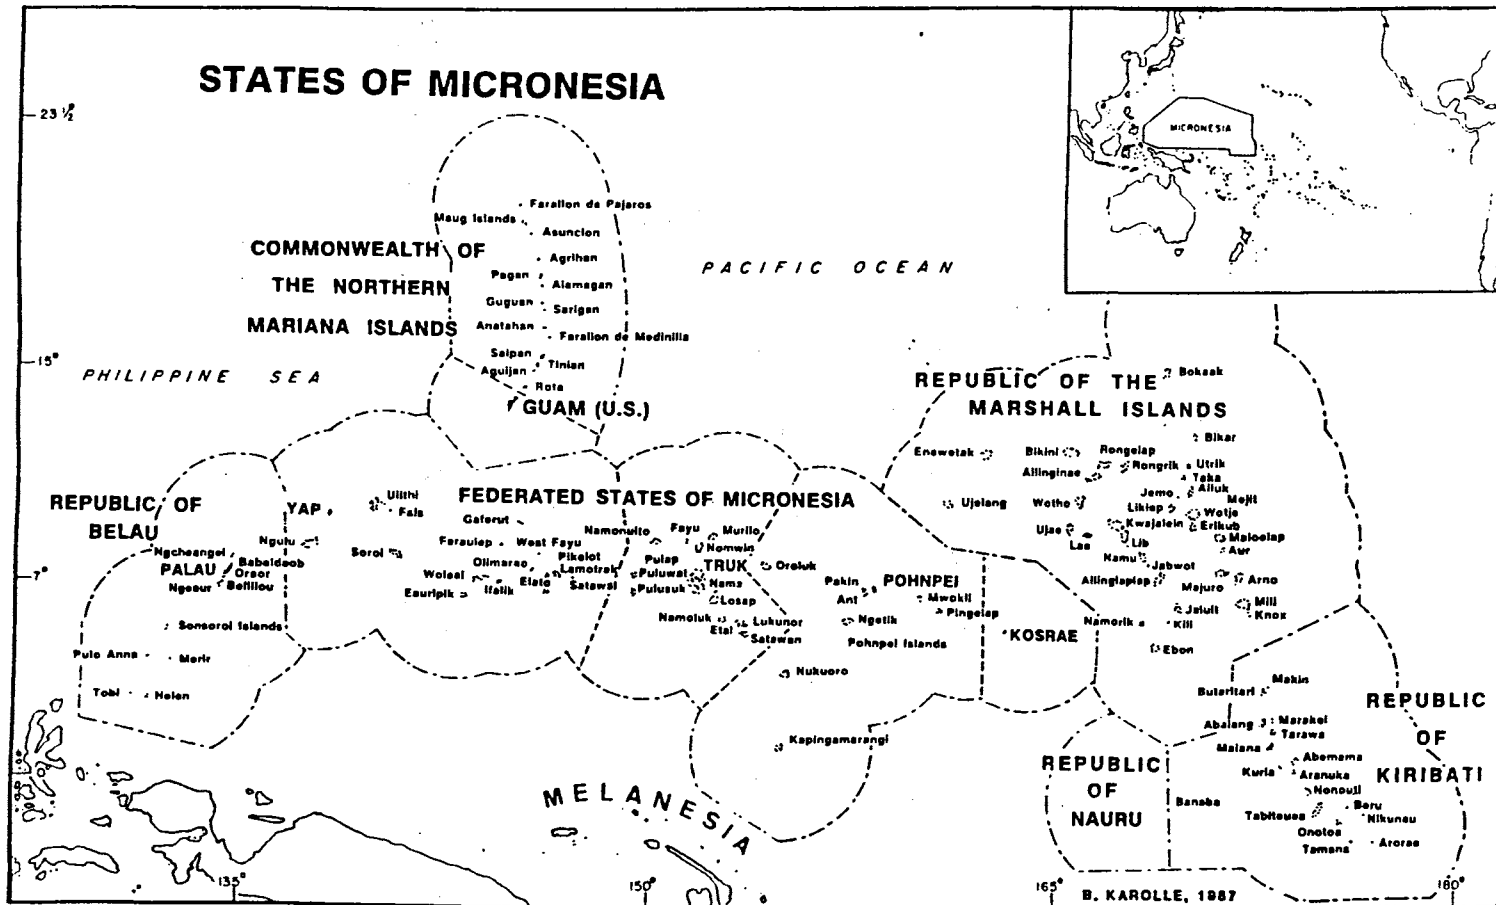 STATES OF MICRONESIA
23 ½°
MICRONESIA
Farallon de Pajaros
Maug Islands
Asuncion
COMMONWEALTH OF
THE NORTHERN
MARIANA ISLANDS
Agrihan
Pagan
Alamagan
Guguan
Sarigan
Anatahan
Farallon de Medinilla
Saipan
Tinian
Aguijan
Rota
GUAM (U.S.)
PACIFIC OCEAN
15°
PHILIPPINE SEA
REPUBLIC OF THE
MARSHALL ISLANDS
Bokaak
Bikar
Enewetak
Bikini
Rongelap
Ailinginae
Rongrik
Utrik
Taka
Ailuk
Jemo
Mejit
Ujelang
Wotho
Likiep
Wotje
Kwajalein
Erikub
Ujae
Lae
Lib
Maloelap
Aur
Namu
Jabwot
Ailinglaplap
Majuro
Arno
Mili
Knox
Jaluit
Namorik
Kili
Ebon
REPUBLIC OF
BELAU
YAP
Ulithi
Fais
FEDERATED STATES OF MICRONESIA
Gaferut
Ngulu
Sorol
Faraulep
West Fayu
Namonuito
Fayu
Murilo
Nomwin
Ngcheangel
Babeldaob
PALAU
Oraor
Ngeaur
Beliliou
7°
Olimarao
Pikelot
Lamotrek
Woleai
Elato
Satawal
Eauripik
Ifalik
Pulap
TRUK
Puluwat
Nama
Pulusuk
Losap
Oroluk
Namoluk
Lukunor
Etal
Satawan
Pakin
POHNPEI
Ant
Mwokil
Pingelap
Ngetik
Pohnpei Islands
KOSRAE
Nukuoro
Sonsorol Islands
Pulo Anna
Merir
Tobi
Helen
Kapingamarangi
Butaritari
Makin
REPUBLIC
OF
KIRIBATI
Abaiang
Marakei
Tarawa
Maiana
Abemama
Kuria
Aranuka
Nonouti
REPUBLIC
OF
NAURU
Banaba
Beru
Tabiteuea
Nikunau
Onotoa
Tamana
Arorae
MELANESIA
135°
150°
165°
180°
B. KAROLLE, 1987